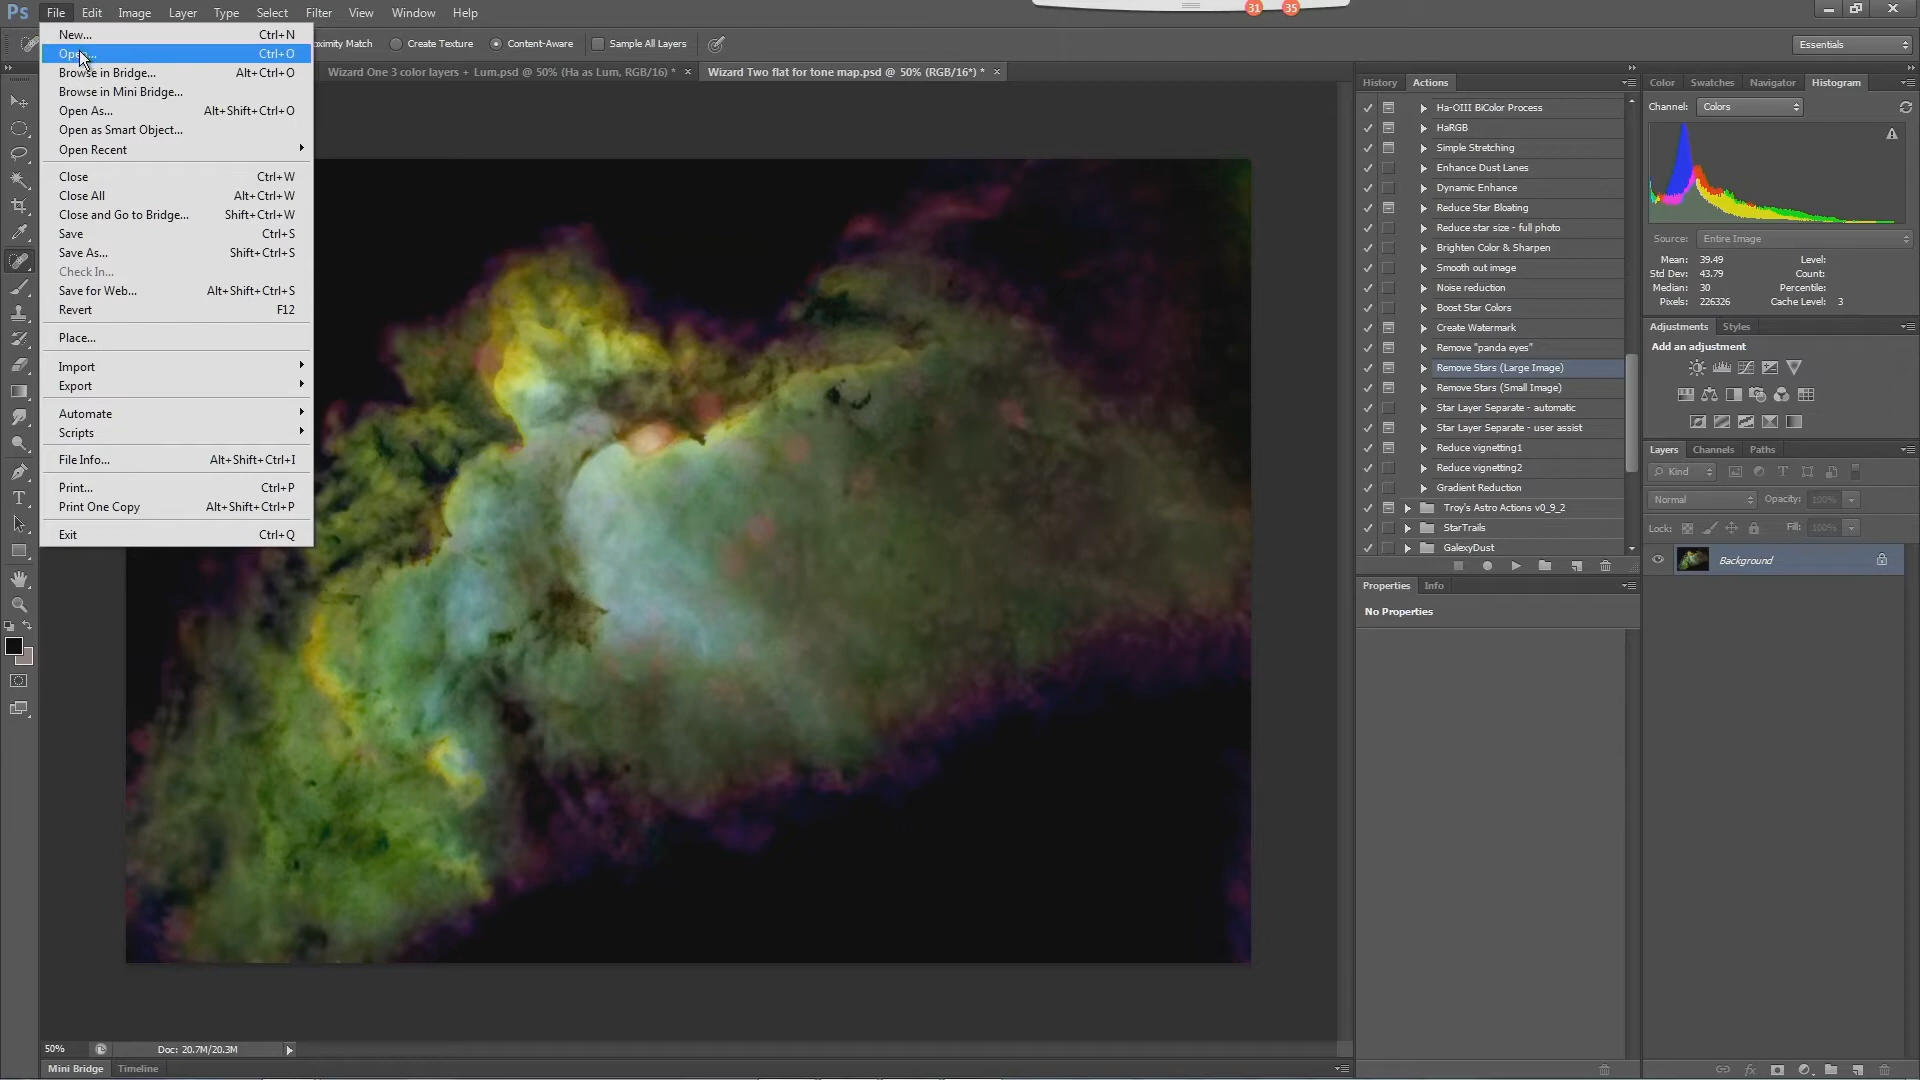 Ps File Edit Image Layer Type Select Filter View Window Help
31 35
oximity Match Create Texture Content-Aware Sample All Layers
Essentials
Wizard One 3 color layers + Lum.psd @ 50% (Ha as Lum, RGB/16) * ×
Wizard Two flat for tone map.psd @ 50% (RGB/16*) * ×
New... Ctrl+N
Open... Ctrl+O
Browse in Bridge... Alt+Ctrl+O
Browse in Mini Bridge...
Open As... Alt+Shift+Ctrl+O
Open as Smart Object...
Open Recent
Close Ctrl+W
Close All Alt+Ctrl+W
Close and Go to Bridge... Shift+Ctrl+W
Save Ctrl+S
Save As... Shift+Ctrl+S
Check In...
Save for Web... Alt+Shift+Ctrl+S
Revert F12
Place...
Import
Export
Automate
Scripts
File Info... Alt+Shift+Ctrl+I
Print... Ctrl+P
Print One Copy Alt+Shift+Ctrl+P
Exit Ctrl+Q
History Actions
Ha-OIII BiColor Process
HaRGB
Simple Stretching
Enhance Dust Lanes
Dynamic Enhance
Reduce Star Bloating
Reduce star size - full photo
Brighten Color & Sharpen
Smooth out image
Noise reduction
Boost Star Colors
Create Watermark
Remove "panda eyes"
Remove Stars (Large Image)
Remove Stars (Small Image)
Star Layer Separate - automatic
Star Layer Separate - user assist
Reduce vignetting1
Reduce vignetting2
Gradient Reduction
Troy's Astro Actions v0_9_2
StarTrails
GalexyDust
Properties Info
No Properties
Color Swatches Navigator Histogram
Channel: Colors
Source: Entire Image
Mean: 39.49 Level:
Std Dev: 43.79 Count:
Median: 30 Percentile:
Pixels: 226326 Cache Level: 3
Adjustments Styles
Add an adjustment
Layers Channels Paths
Kind
Normal Opacity: 100%
Lock: Fill: 100%
Background
50% Doc: 20.7M/20.3M
Mini Bridge Timeline